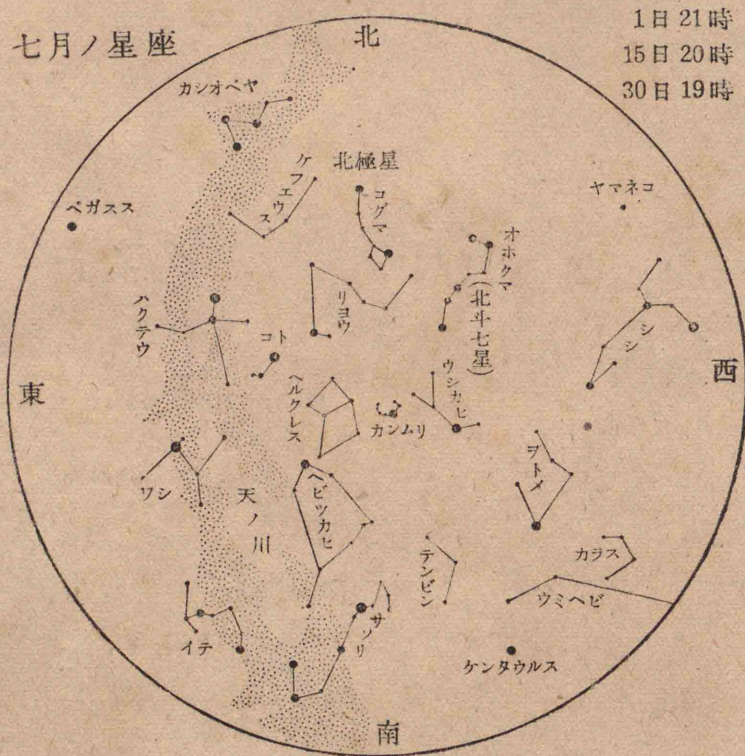 七月ノ星座
1日 21時
15日 20時
30日 19時
北
カシオペヤ
ケフェウス
北極星
コグマ
ヤマネコ
ペガスス
オホクマ
(北斗七星)
ハクテウ
リョウ
コト
シシ
東
西
ヘルクレス
カンムリ
ウシカヒ
ヲトメ
ワシ
天ノ川
ヘビツカヒ
テンビン
カラス
ウミヘビ
イテ
サソリ
ケンタウルス
南